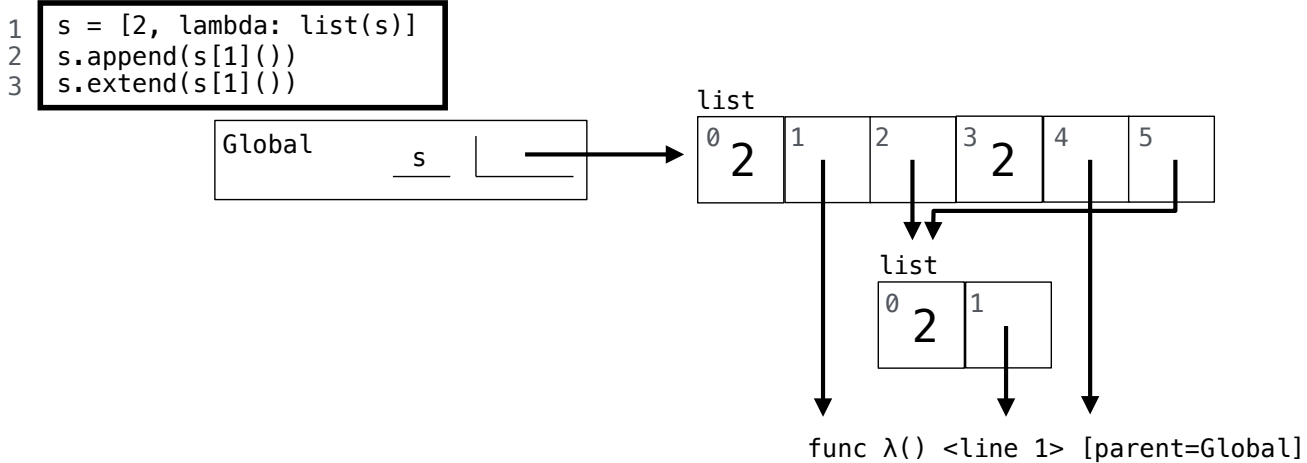 1 s = [2, lambda: list(s)]
2 s.append(s[1]())
3 s.extend(s[1]())
list
Global s
0 2 1 2 3 2 4 5
list
0 2 1
func λ() <line 1> [parent=Global]